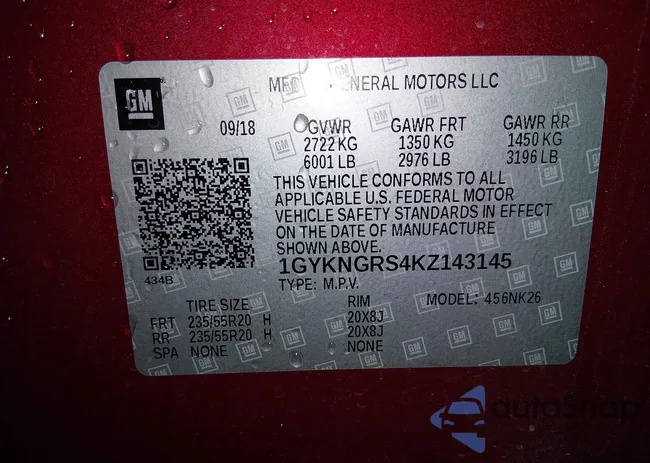 GM
MFD GENERAL MOTORS LLC
09/18
GVWR GAWR FRT GAWR RR
2722 KG 1350 KG 1450 KG
6001 LB 2976 LB 3196 LB
THIS VEHICLE CONFORMS TO ALL
APPLICABLE U.S. FEDERAL MOTOR
VEHICLE SAFETY STANDARDS IN EFFECT
ON THE DATE OF MANUFACTURE
SHOWN ABOVE.
434B
1GYKNGRS4KZ143145
TYPE: M.P.V. MODEL: 456NK26
TIRE SIZE RIM
FRT 235/55R20 H 20X8J
RR 235/55R20 H 20X8J
SPA NONE NONE
autoSnap